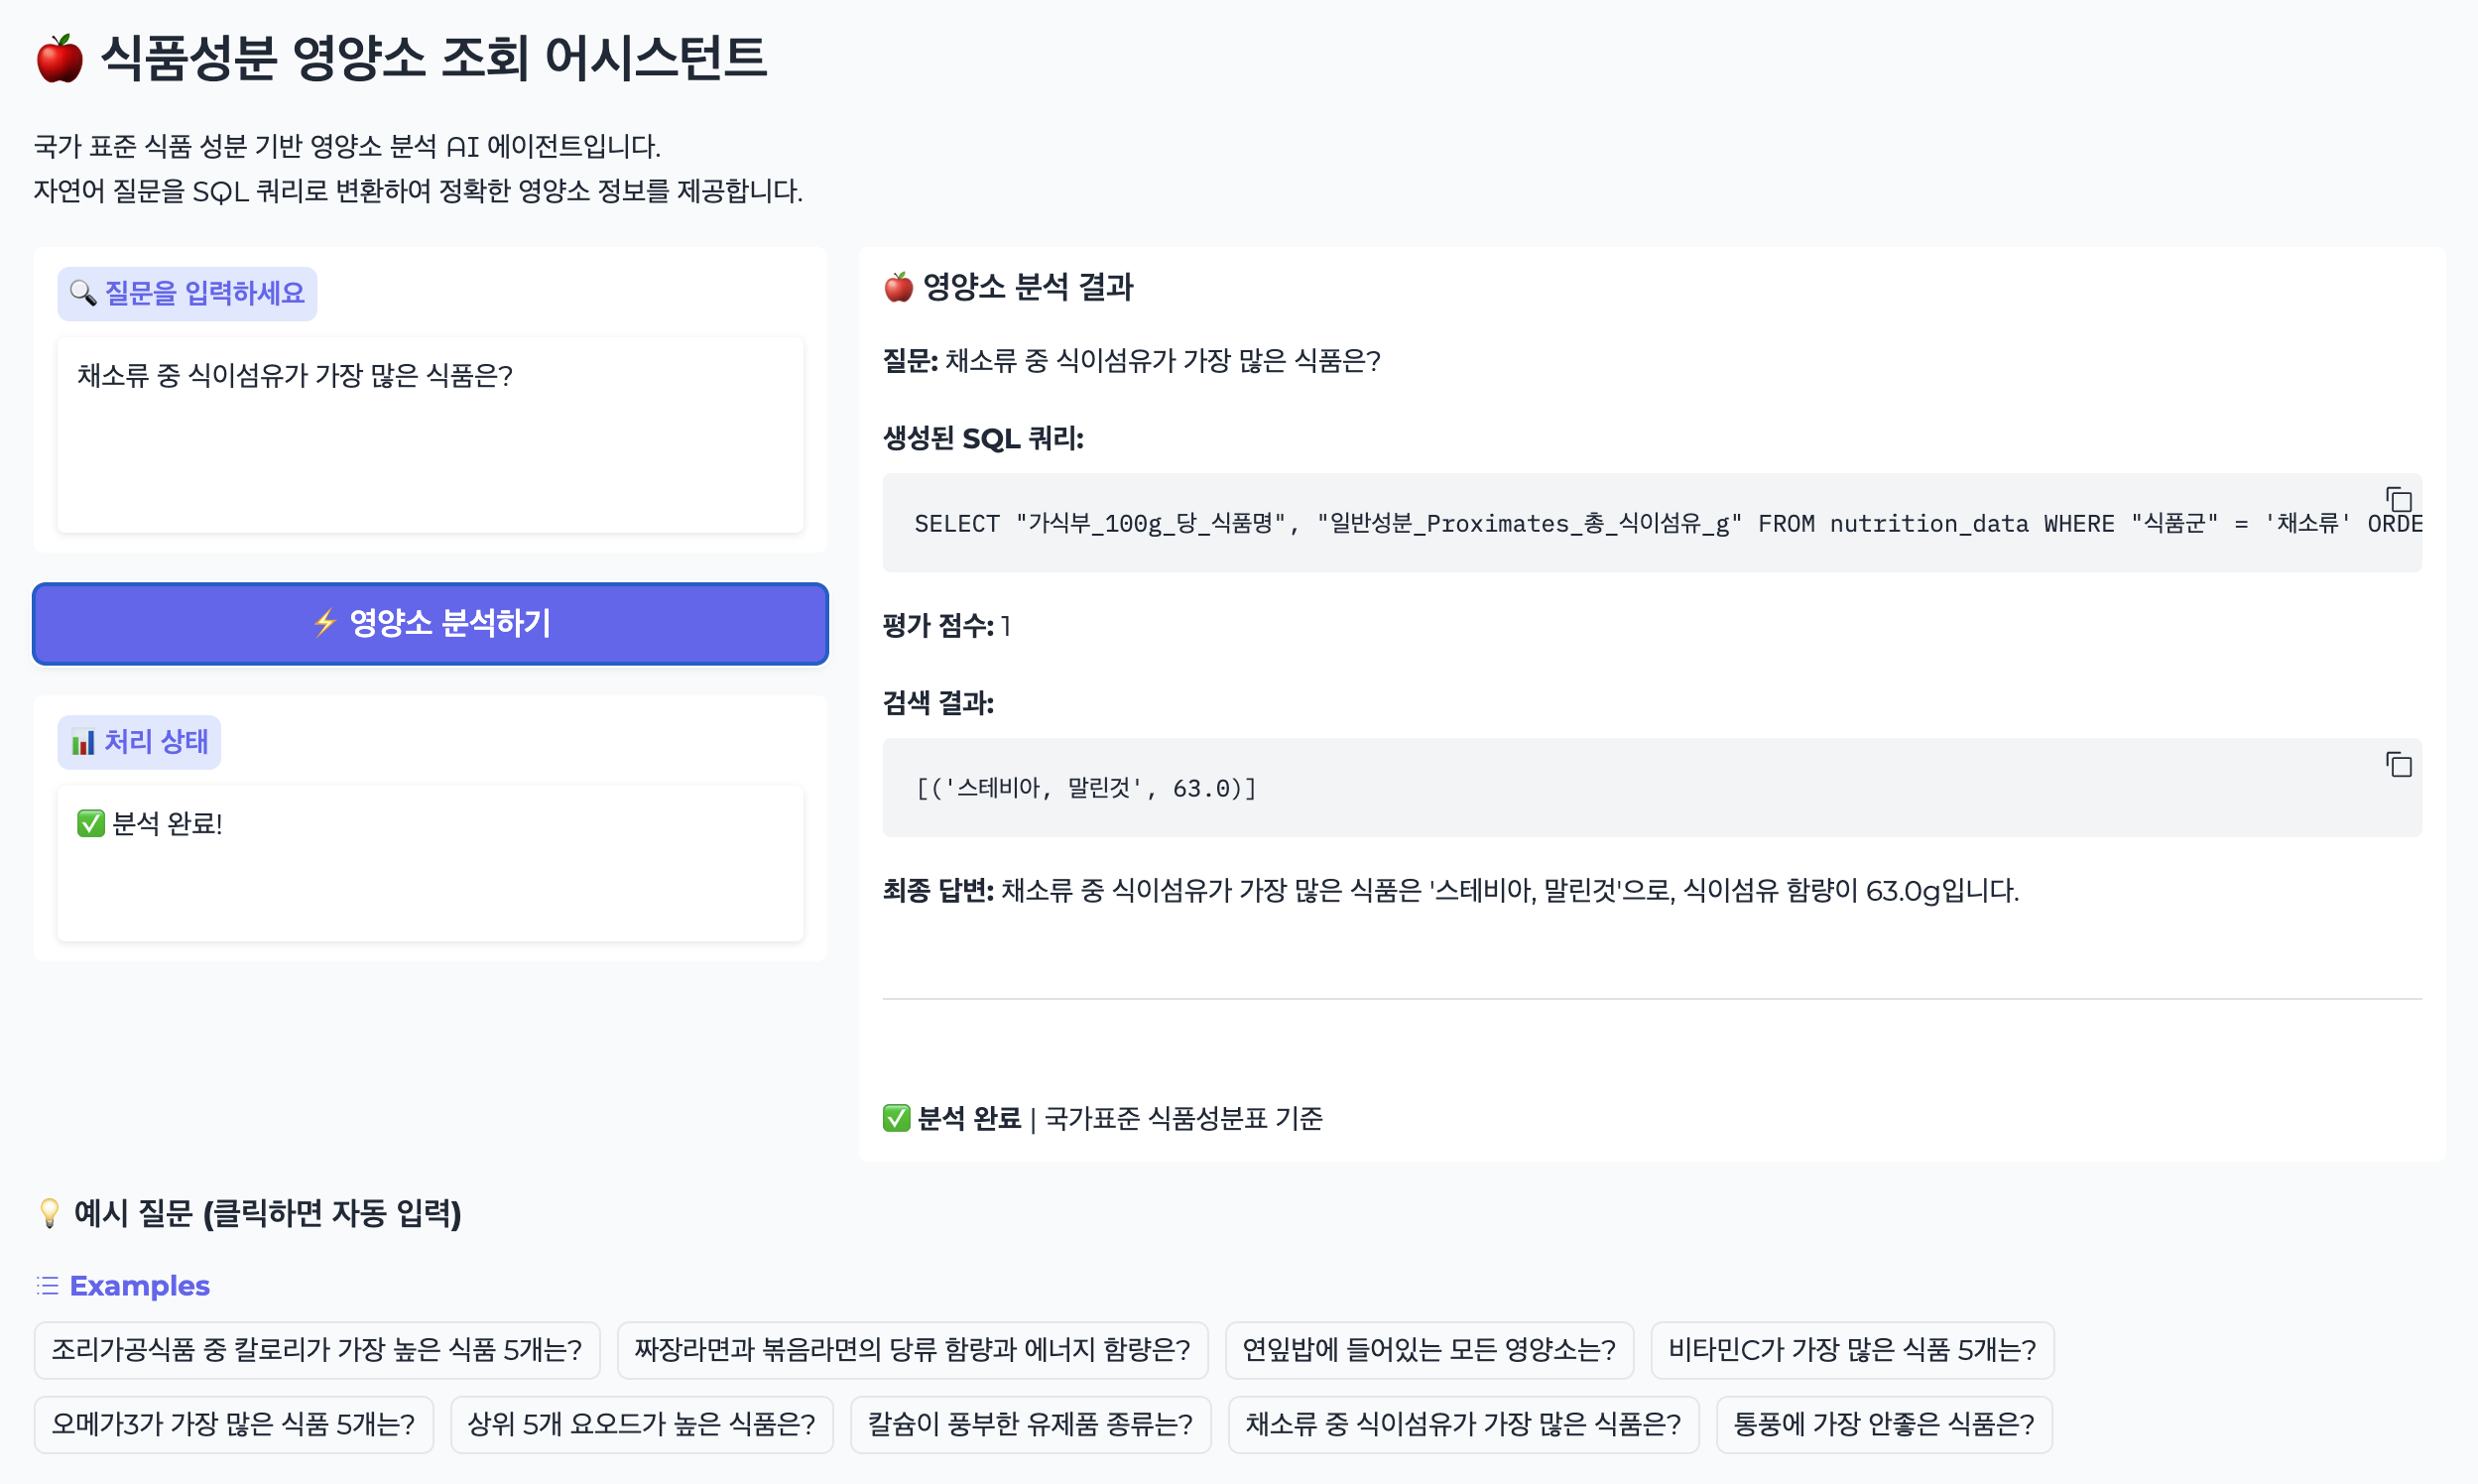 🍎 식품성분 영양소 조회 어시스턴트
국가 표준 식품 성분 기반 영양소 분석 AI 에이전트입니다.
자연어 질문을 SQL 쿼리로 변환하여 정확한 영양소 정보를 제공합니다.
🔍 질문을 입력하세요
채소류 중 식이섬유가 가장 많은 식품은?
⚡ 영양소 분석하기
📊 처리 상태
✅ 분석 완료!
🍎 영양소 분석 결과
질문: 채소류 중 식이섬유가 가장 많은 식품은?
생성된 SQL 쿼리:
SELECT "가식부_100g_당_식품명", "일반성분_Proximates_총_식이섬유_g" FROM nutrition_data WHERE "식품군" = '채소류' ORDE
평가 점수: 1
검색 결과:
[('스테비아, 말린것', 63.0)]
최종 답변: 채소류 중 식이섬유가 가장 많은 식품은 '스테비아, 말린것'으로, 식이섬유 함량이 63.0g입니다.
✅ 분석 완료 | 국가표준 식품성분표 기준
💡 예시 질문 (클릭하면 자동 입력)
Examples
조리가공식품 중 칼로리가 가장 높은 식품 5개는?
짜장라면과 볶음라면의 당류 함량과 에너지 함량은?
연잎밥에 들어있는 모든 영양소는?
비타민C가 가장 많은 식품 5개는?
오메가3가 가장 많은 식품 5개는?
상위 5개 요오드가 높은 식품은?
칼슘이 풍부한 유제품 종류는?
채소류 중 식이섬유가 가장 많은 식품은?
통풍에 가장 안좋은 식품은?